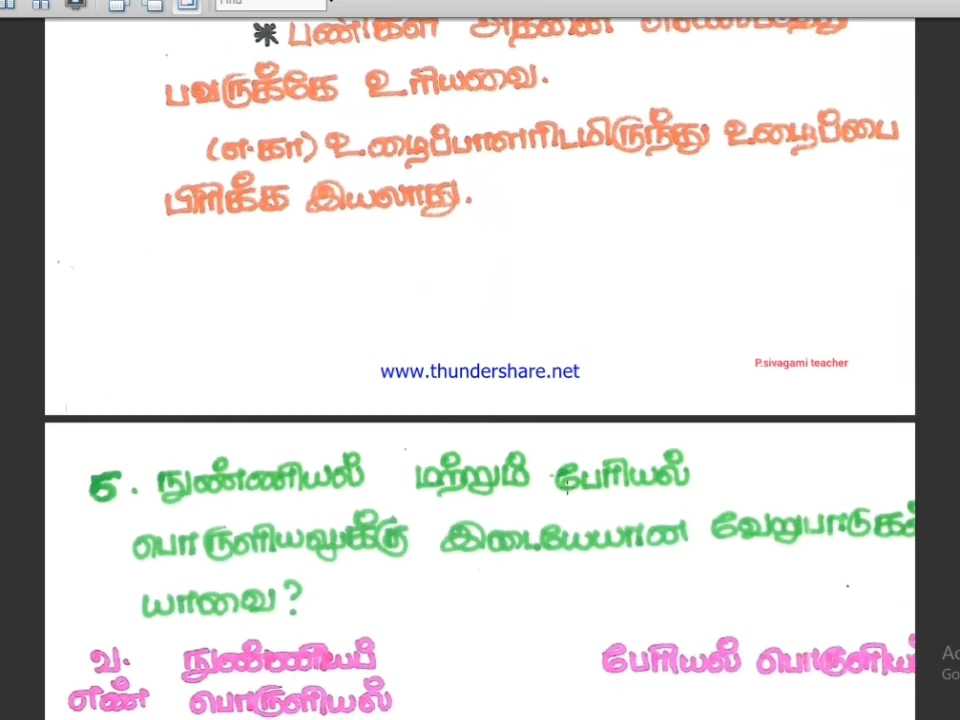 * பண்கள் அதனை
பவருக்கே உரியவை.
(எ.கா) உழைப்பாளரிடமிருந்து உழைப்பை
பிரிக்க இயலாது.
www.thundershare.net
P.sivagami teacher
5. நுண்ணியல் மற்றும் பேரியல்
பொருளியலுக்கு இடையேயான வேறுபாடுகள்
யாவை?
வ. நுண்ணியப் பேரியல் பொருளியல்
எண் பொருளியல்